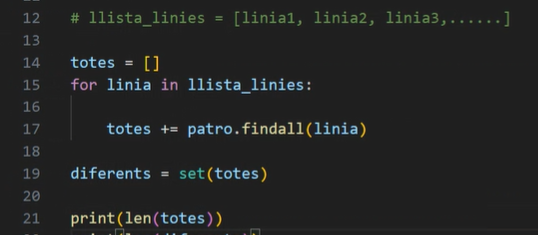 12 # llista_linies = [linia1, linia2, linia3,......]
13
14 totes = []
15 for linia in llista_linies:
16
17 totes += patro.findall(linia)
18
19 diferents = set(totes)
20
21 print(len(totes))